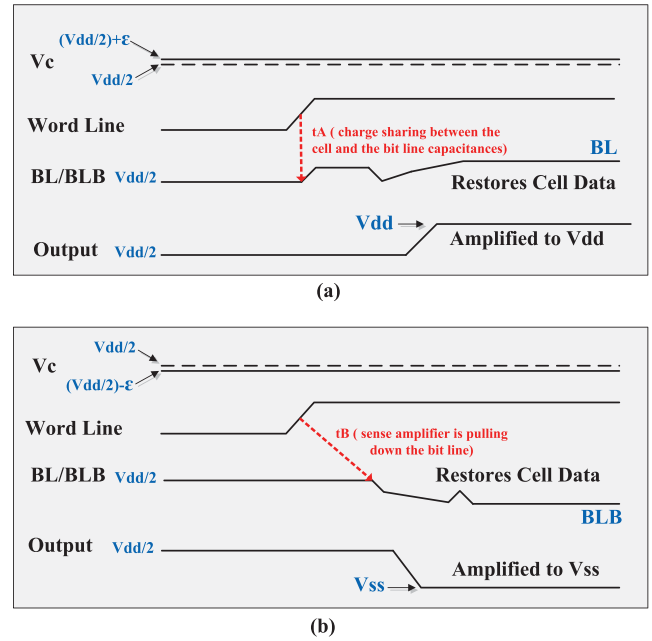 (Vdd/2)+ε
Vc
Vdd/2
Word Line
tA ( charge sharing between the
cell and the bit line capacitances)
BL
BL/BLB Vdd/2
Restores Cell Data
Vdd
Amplified to Vdd
Output Vdd/2
(a)
Vdd/2
Vc
(Vdd/2)-ε
Word Line
tB ( sense amplifier is pulling
down the bit line)
BL/BLB Vdd/2
Restores Cell Data
BLB
Output Vdd/2
Amplified to Vss
Vss
(b)